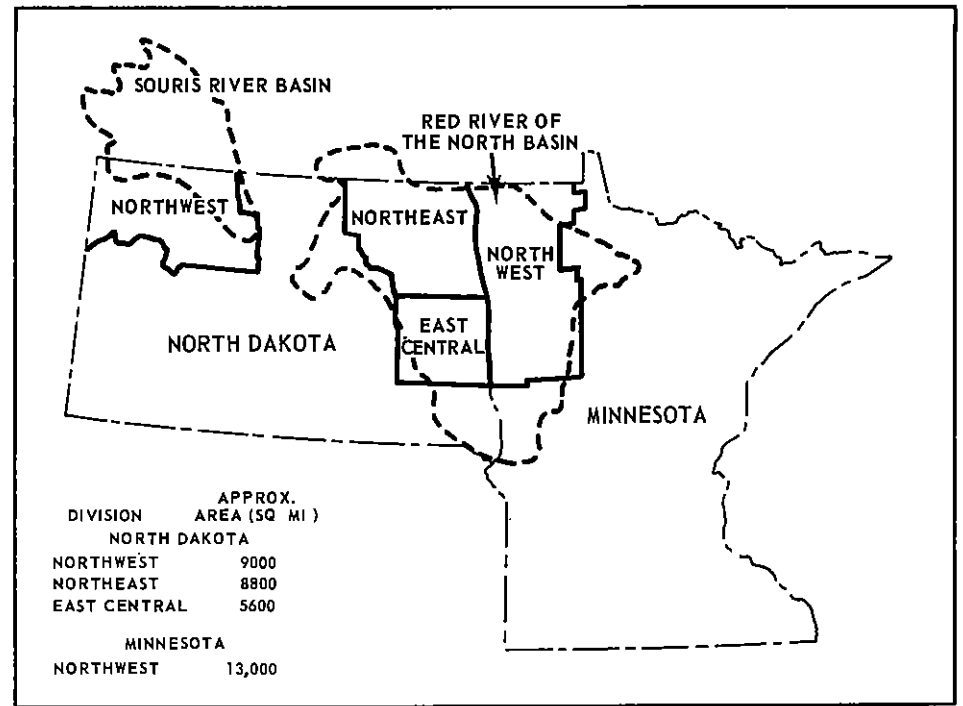 SOURIS RIVER BASIN
RED RIVER OF
THE NORTH BASIN
NORTHWEST
NORTHEAST
NORTH
WEST
EAST
CENTRAL
NORTH DAKOTA
MINNESOTA
APPROX.
DIVISION AREA (SQ MI)
NORTH DAKOTA
NORTHWEST 9000
NORTHEAST 8800
EAST CENTRAL 5600
MINNESOTA
NORTHWEST 13,000